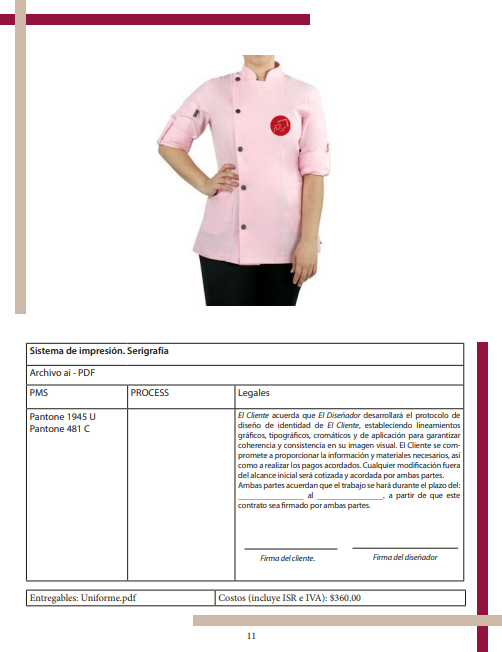 Sistema de impresión. Serigrafía
Archivo ai - PDF
PMS
PROCESS
Legales
Pantone 1945 U
Pantone 481 C
El Cliente acuerda que El Diseñador desarrollará el protocolo de
diseño de identidad de El Cliente, estableciendo lineamientos
gráficos, tipográficos, cromáticos y de aplicación para garantizar
coherencia y consistencia en su imagen visual. El Cliente se com-
promete a proporcionar la información y materiales necesarios, así
como a realizar los pagos acordados. Cualquier modificación fuera
del alcance inicial será cotizada y acordada por ambas partes.
Ambas partes acuerdan que el trabajo se hará durante el plazo del:
_______________ al _______________, a partir de que este
contrato sea firmado por ambas partes.
Firma del cliente.
Firma del diseñador
Entregables: Uniforme.pdf
Costos (incluye ISR e IVA): $360.00
11